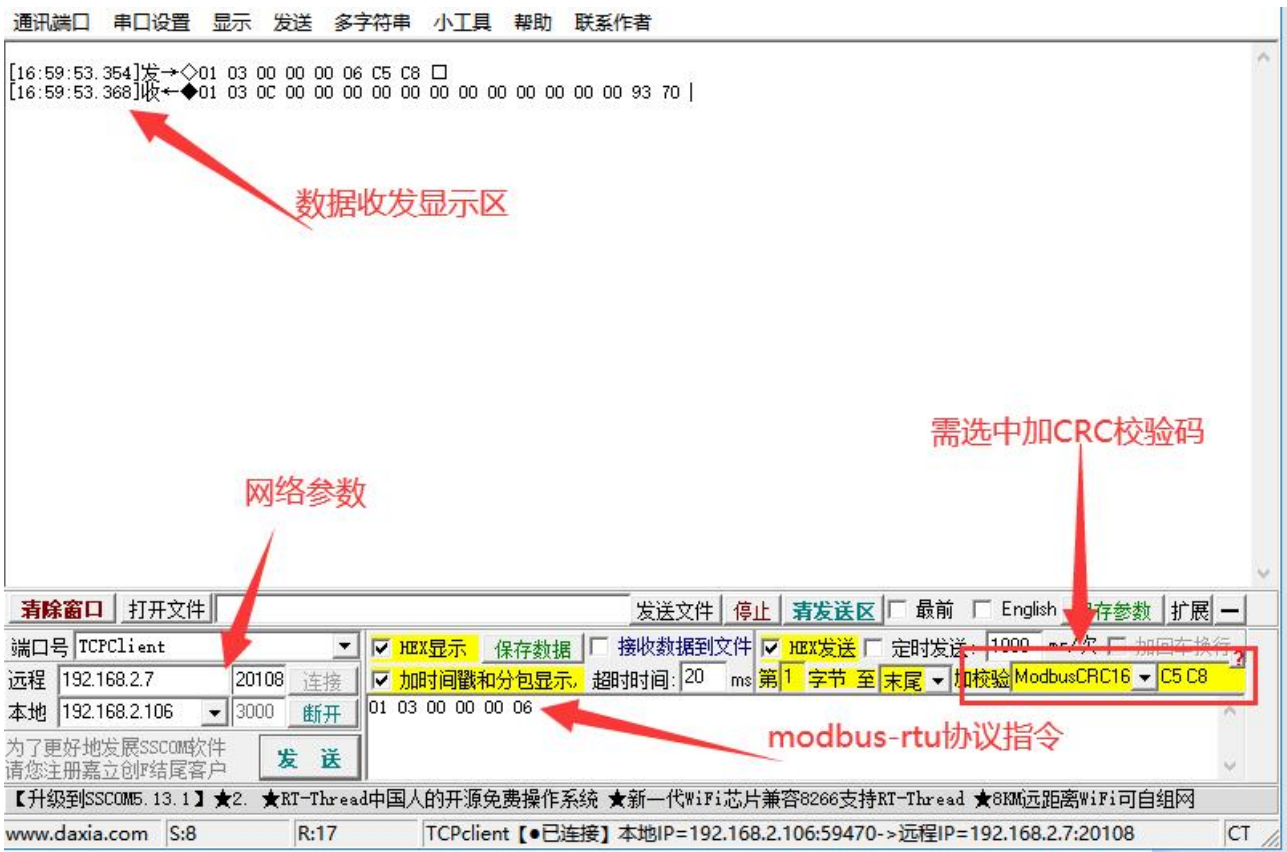 通讯端口 串口设置 显示 发送 多字符串 小工具 帮助 联系作者
[16:59:53.354]发→◇01 03 00 00 00 06 C5 C8 □
[16:59:53.368]收←◆01 03 0C 00 00 00 00 00 00 00 00 00 00 00 00 93 70
数据收发显示区
需选中加CRC校验码
网络参数
清除窗口 打开文件 发送文件 停止 清发送区 最前 English 存参数 扩展 —
端口号 TCPClient HEX显示 保存数据 接收数据到文件 HEX发送 定时发送: 1000 ms/次 加回车换行
远程 192.168.2.7 20108 连接 加时间戳和分包显示, 超时时间: 20 ms 第 1 字节 至 末尾 加校验 ModbusCRC16 C5 C8 ?
本地 192.168.2.106 3000 断开 01 03 00 00 00 06
modbus-rtu协议指令
为了更好地发展SSCOM软件
请您注册嘉立创F结尾客户
发 送
【升级到SSCOM5.13.1】★2. ★RT-Thread中国人的开源免费操作系统 ★新一代WiFi芯片兼容8266支持RT-Thread ★8KM远距离WiFi可自组网
www.daxia.com S:8 R:17 TCPclient【●已连接】本地IP=192.168.2.106:59470->远程IP=192.168.2.7:20108 CT